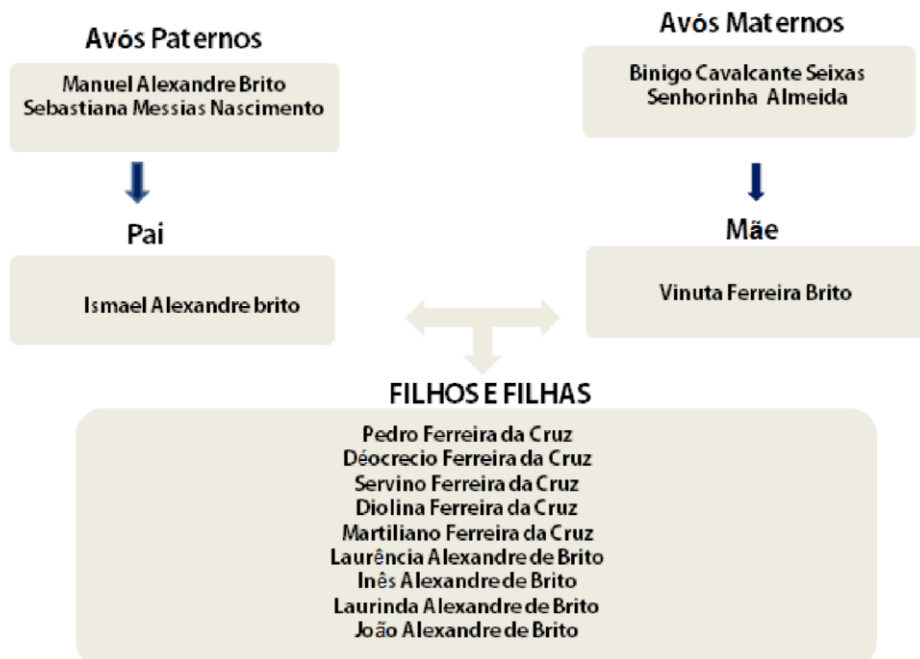 Avós Paternos
Manuel Alexandre Brito
Sebastiana Messias Nascimento
Avós Maternos
Binigo Cavalcante Seixas
Senhorinha Almeida
Pai
Ismael Alexandre brito
Mãe
Vinuta Ferreira Brito
FILHOS E FILHAS
Pedro Ferreira da Cruz
Déocrecio Ferreira da Cruz
Servino Ferreira da Cruz
Diolina Ferreira da Cruz
Martiliano Ferreira da Cruz
Laurência Alexandre de Brito
Inês Alexandre de Brito
Laurinda Alexandre de Brito
João Alexandre de Brito